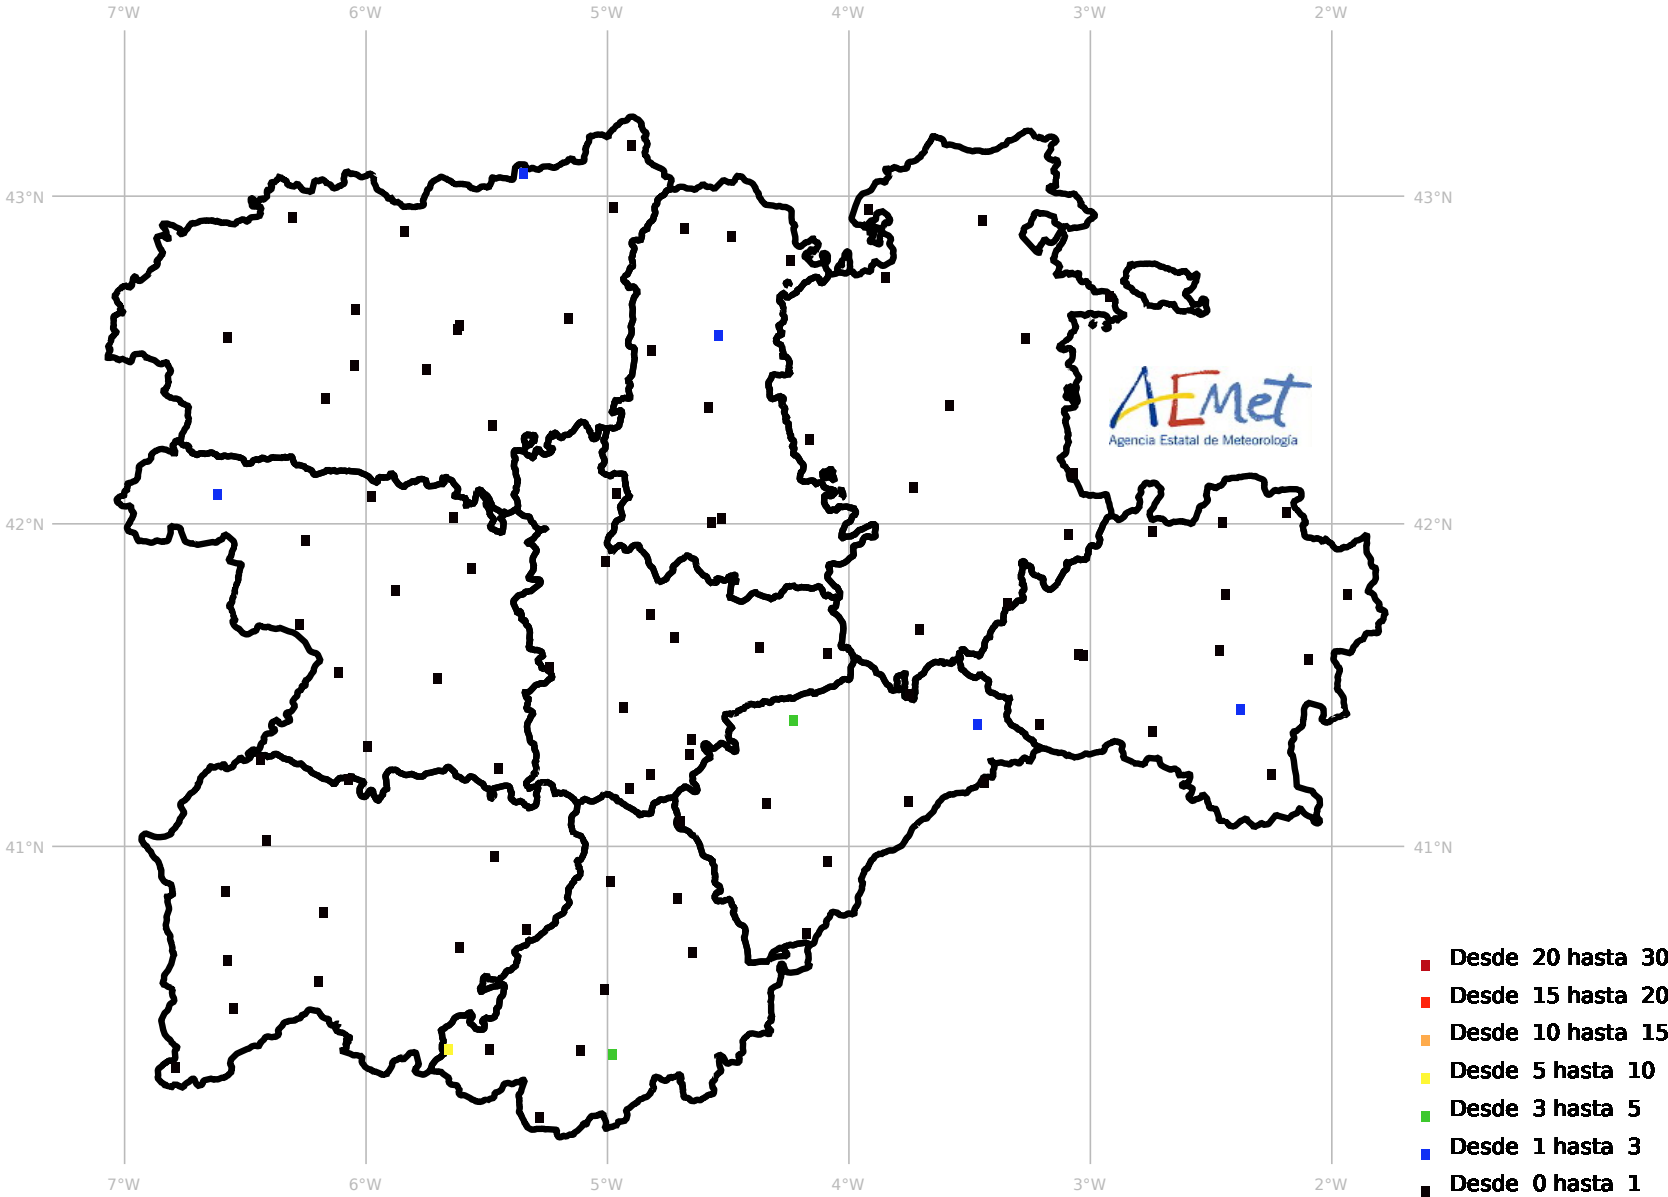 7°W 6°W 5°W 4°W 3°W 2°W
43°N 43°N
AEMet
Agencia Estatal de Meteorología
42°N 42°N
41°N 41°N
Desde 20 hasta 30
Desde 15 hasta 20
Desde 10 hasta 15
Desde 5 hasta 10
Desde 3 hasta 5
Desde 1 hasta 3
Desde 0 hasta 1
7°W 6°W 5°W 4°W 3°W 2°W